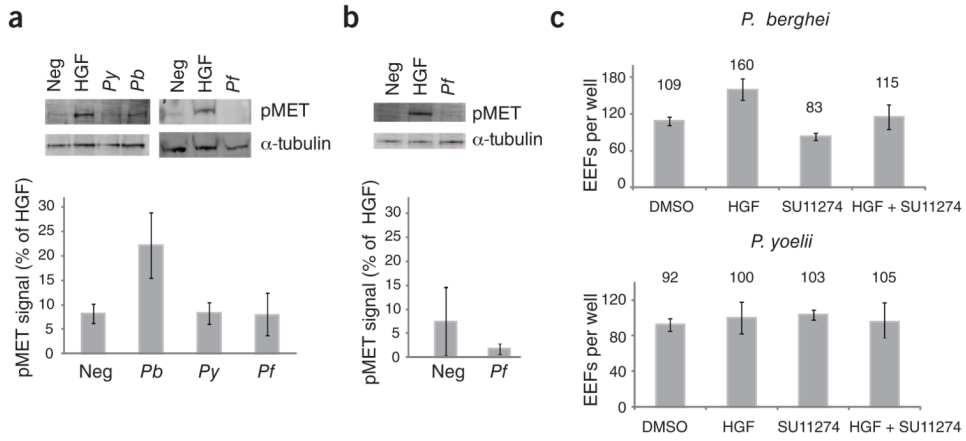 a
Neg
HGF
Py
Pb
Neg
HGF
Pf
pMET
α-tubulin
pMET signal (% of HGF)
30
25
20
15
10
5
0
Neg Pb Py Pf
b
Neg
HGF
Pf
pMET
α-tubulin
pMET signal (% of HGF)
30
25
20
15
10
5
0
Neg Pf
c
P. berghei
EEFs per well
180
120
60
0
109 160 83 115
DMSO HGF SU11274 HGF + SU11274
P. yoelii
EEFs per well
120
80
40
0
92 100 103 105
DMSO HGF SU11274 HGF + SU11274